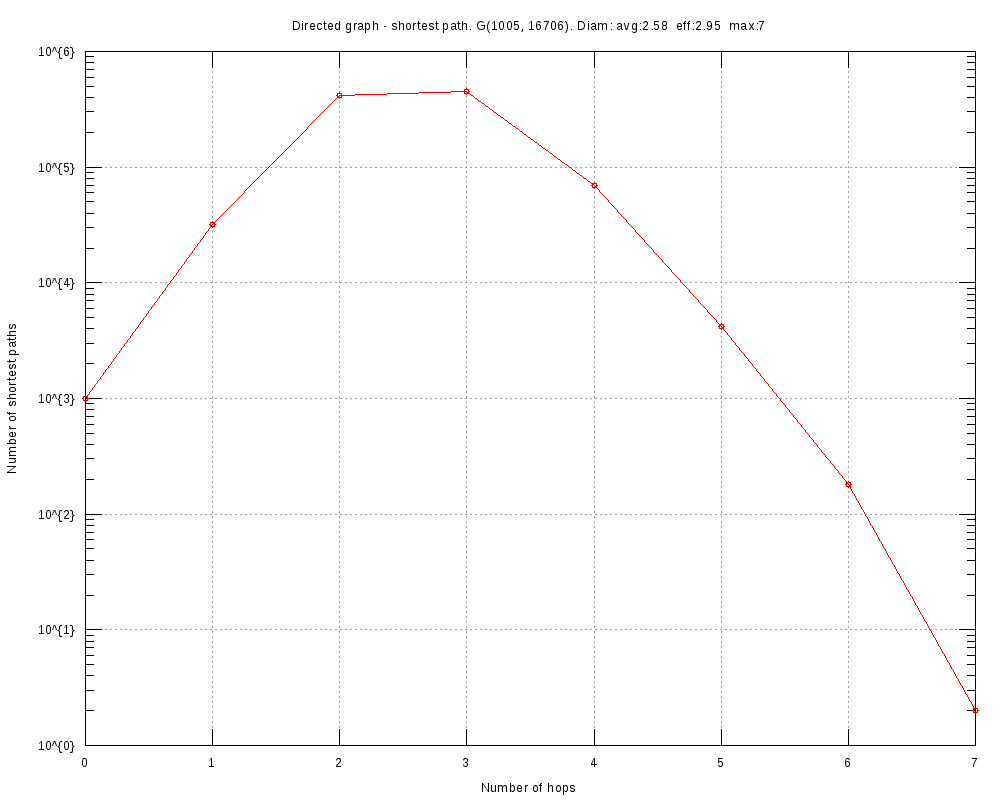 Directed graph - shortest path. G(1005, 16706). Diam: avg:2.58  eff:2.95  max:7
10^{6}
10^{5}
10^{4}
10^{3}
10^{2}
10^{1}
10^{0}
Number of shortest paths
0 1 2 3 4 5 6 7
Number of hops